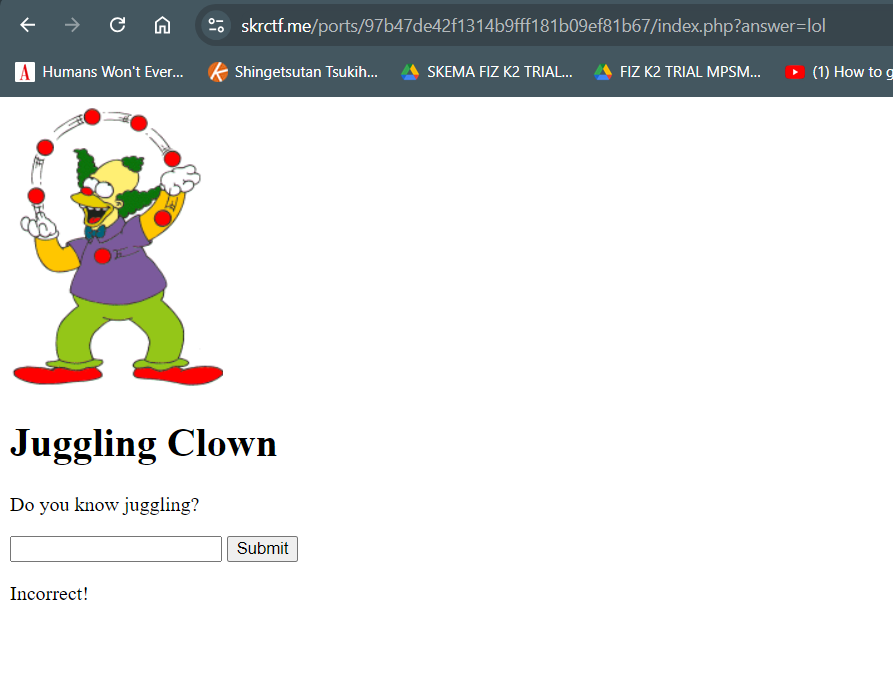 skrctf.me/ports/97b47de42f1314b9fff181b09ef81b67/index.php?answer=lol
A Humans Won't Ever... Shingetsutan Tsukih... SKEMA FIZ K2 TRIAL... FIZ K2 TRIAL MPSM... (1) How to g
Juggling Clown
Do you know juggling?
Submit
Incorrect!